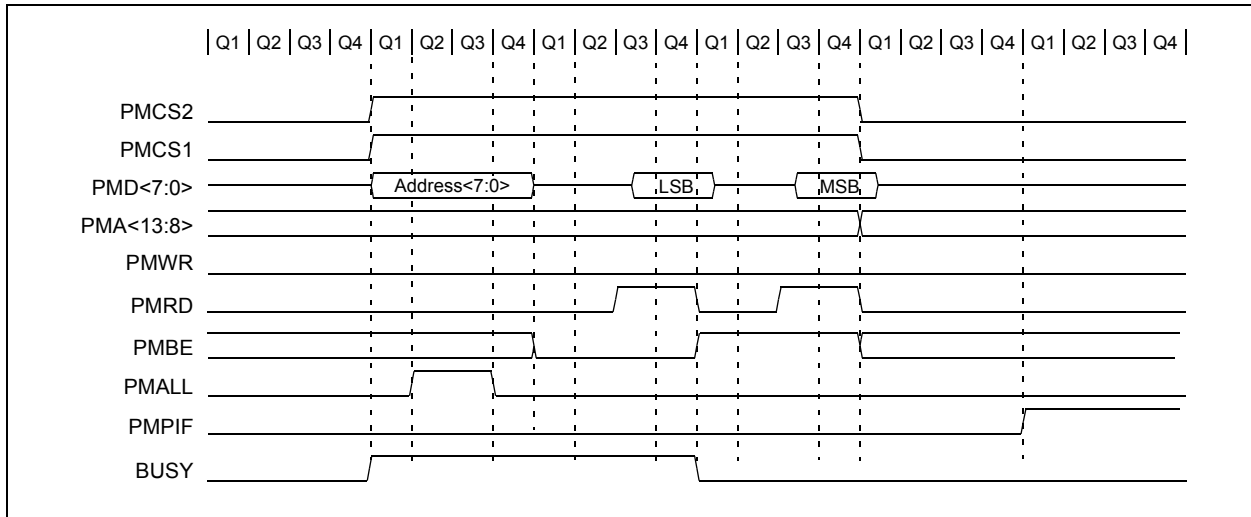 Q1 Q2 Q3 Q4 Q1 Q2 Q3 Q4 Q1 Q2 Q3 Q4 Q1 Q2 Q3 Q4 Q1 Q2 Q3 Q4 Q1 Q2 Q3 Q4
PMCS2
PMCS1
PMD<7:0> Address<7:0> LSB MSB
PMA<13:8>
PMWR
PMRD
PMBE
PMALL
PMPIF
BUSY